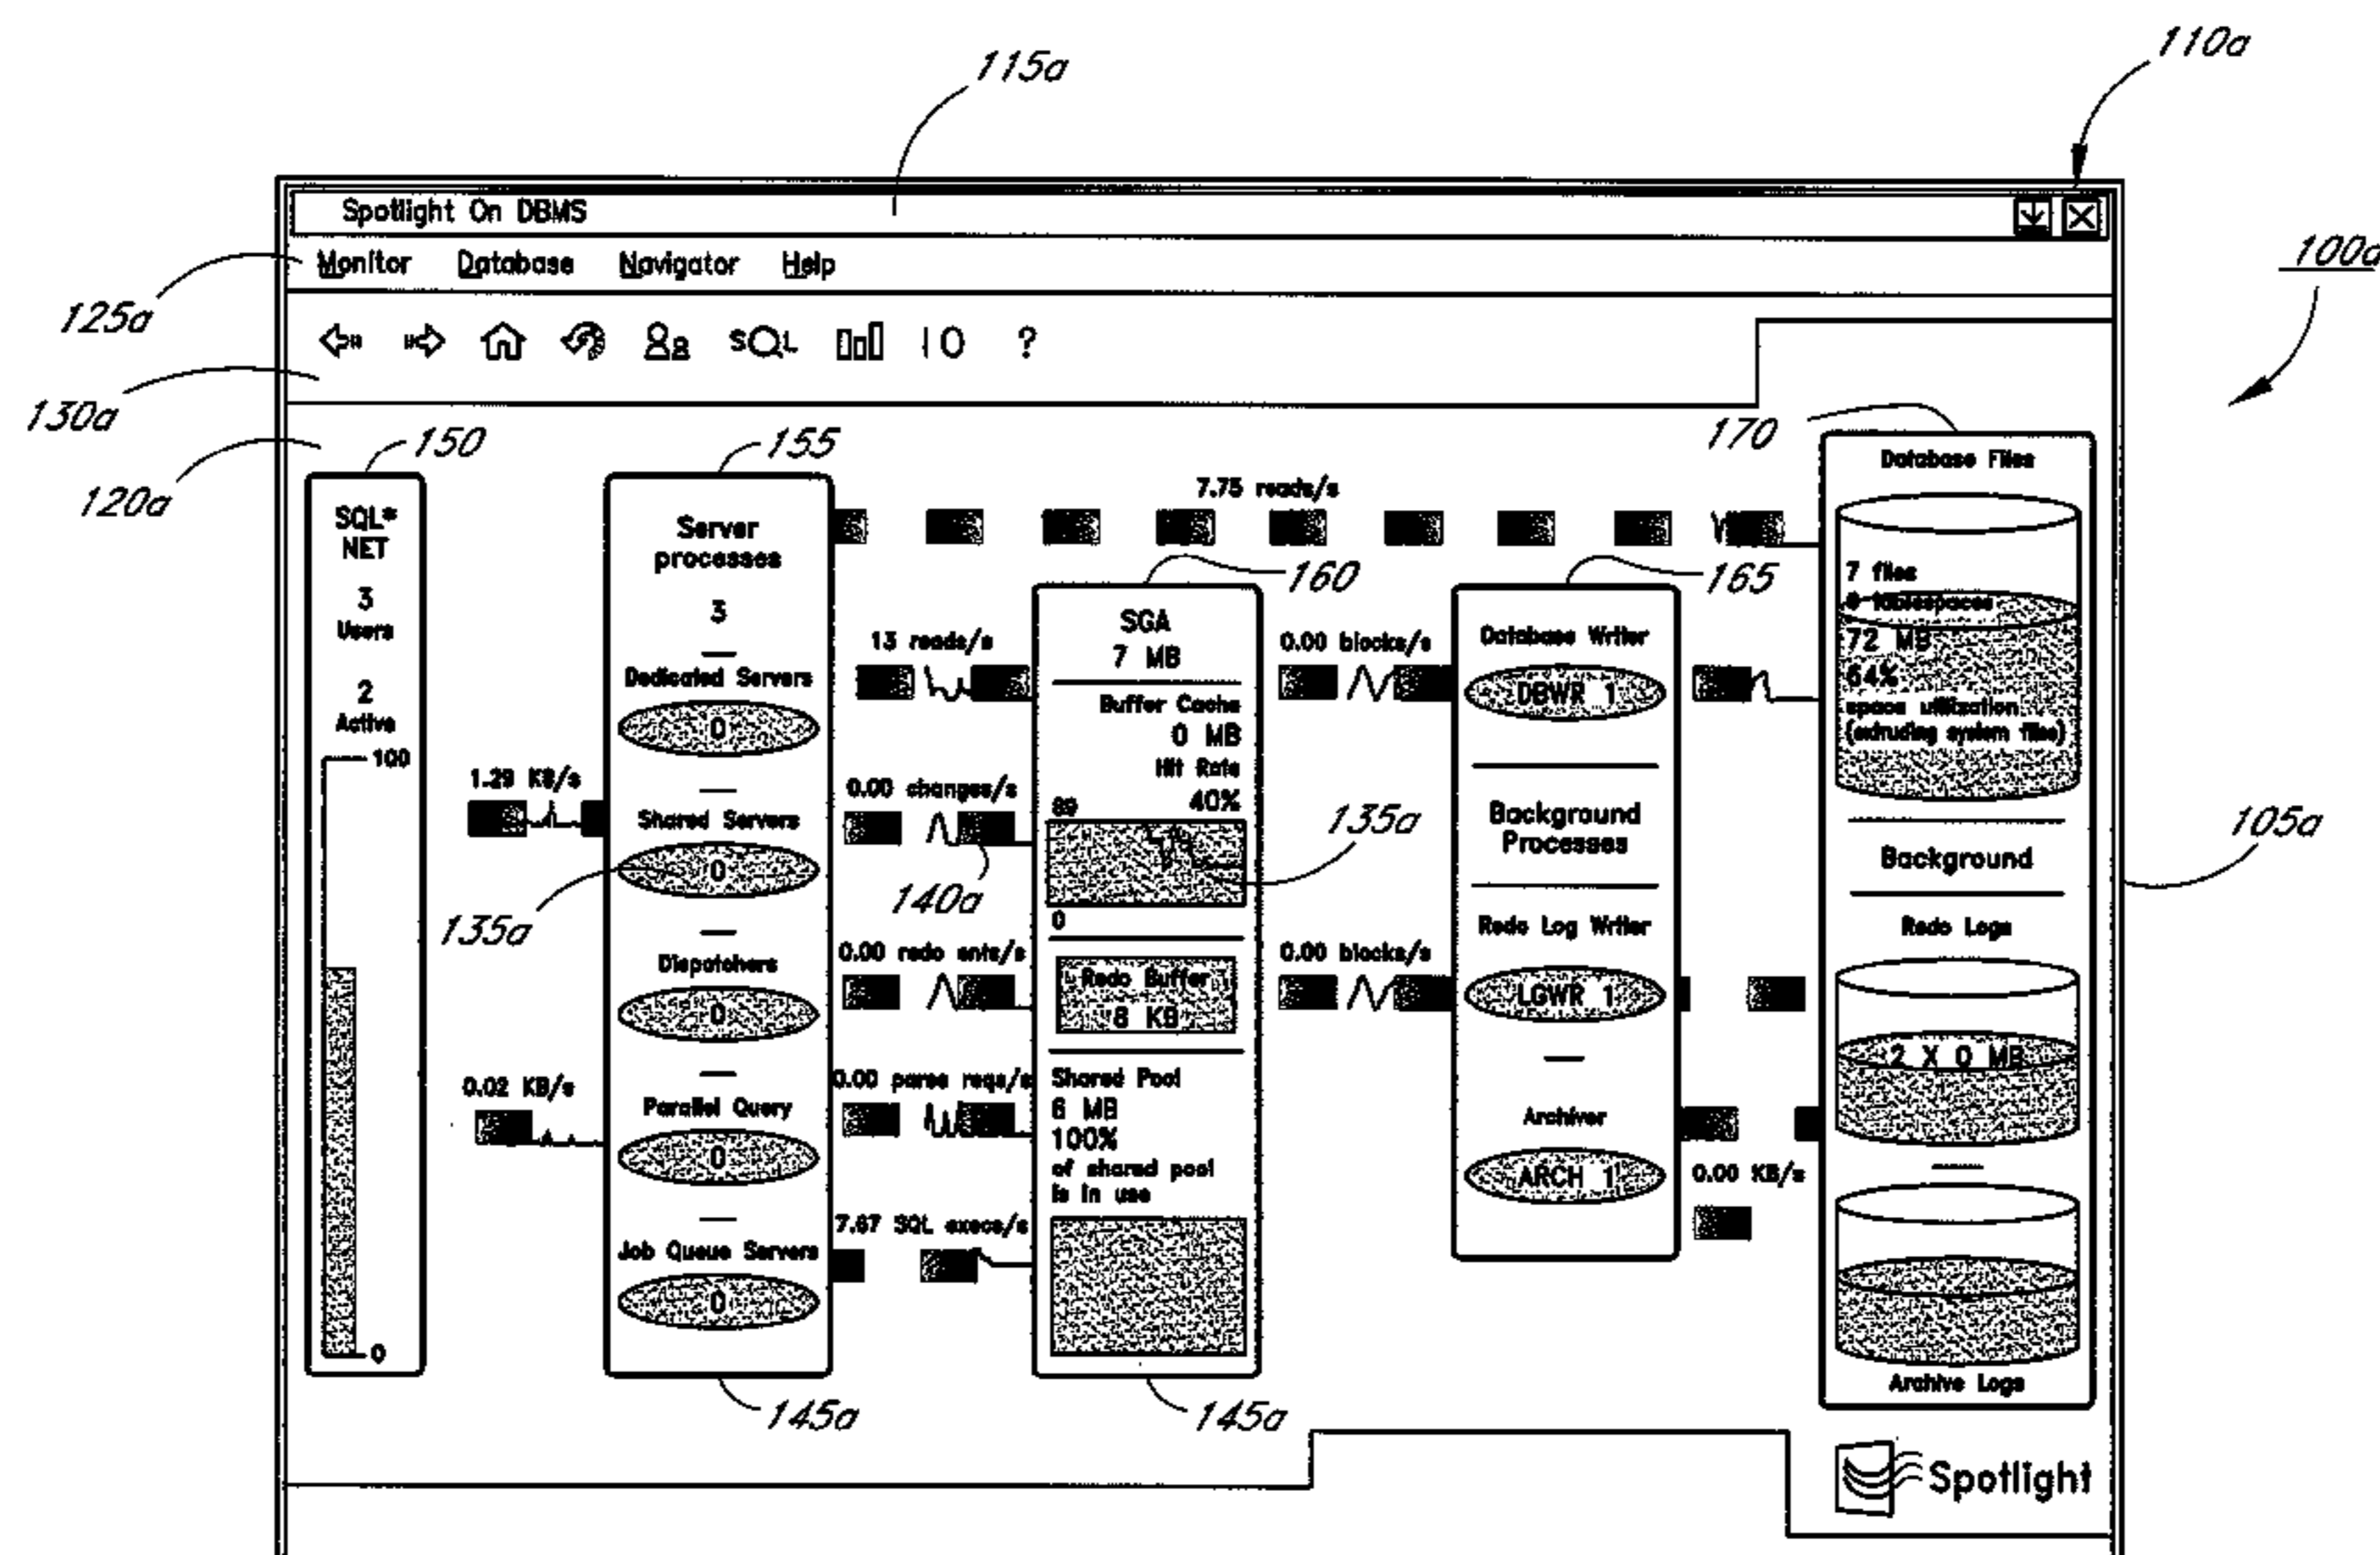 115a
110a
Spotlight On DBMS
100a
Monitor Database Navigator Help
125a
SQL IO ?
130a
150
155
170
120a
SQL*
NET
3
Users
2
Active
100
0
Server
processes
3
Dedicated Servers
0
Shared Servers
0
Dispatchers
0
Parallel Query
0
Job Queue Servers
0
1.29 KB/s
0.02 KB/s
135a
145a
7.75 reads/s
13 reads/s
0.00 changes/s
140a
0.00 redo ents/s
0.00 parse reqs/s
7.67 SQL execs/s
160
SGA
7 MB
Buffer Cache
0 MB
Hit Rate
40%
89
0
135a
Redo Buffer
8 KB
Shared Pool
6 MB
100%
of shared pool
is in use
145a
0.00 blocks/s
0.00 blocks/s
165
Database Writer
DBWR 1
Background
Processes
Redo Log Writer
LGWR 1
Archiver
ARCH 1
0.00 KB/s
Database Files
7 files
tablespaces
72 MB
64%
space utilization
(extruding system files)
Background
105a
Redo Logs
2 X 0 MB
Archive Logs
Spotlight